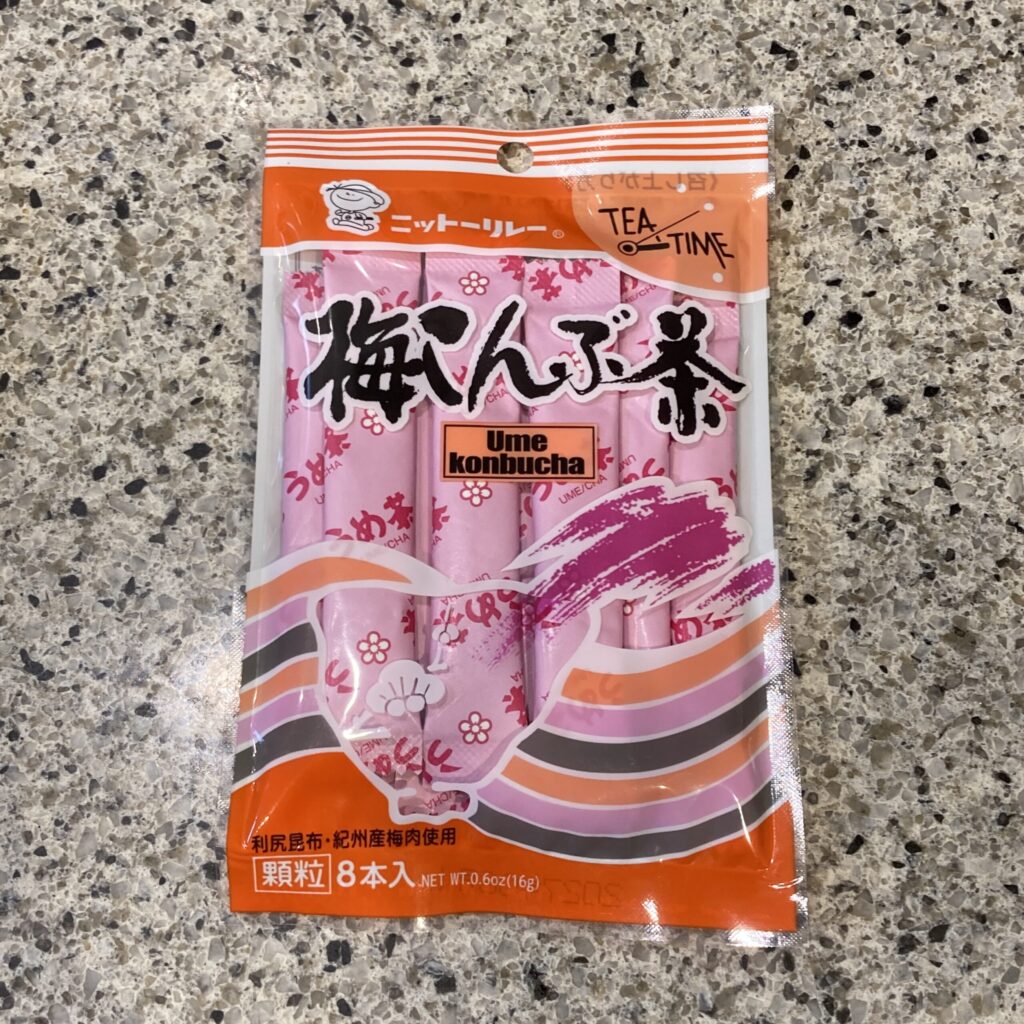 ニットーリレー®
TEA TIME
梅こんぶ茶
Ume
konbucha
うめ茶
UME/CHA
利尻昆布・紀州産梅肉使用
顆粒 8本入 NET WT.0.6oz(16g)